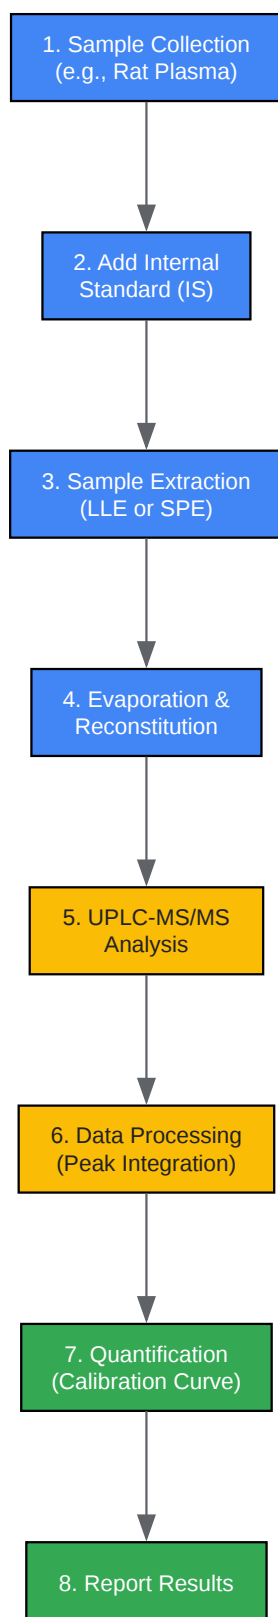 1. Sample Collection
(e.g., Rat Plasma)
2. Add Internal
Standard (IS)
3. Sample Extraction
(LLE or SPE)
4. Evaporation &
Reconstitution
5. UPLC-MS/MS
Analysis
6. Data Processing
(Peak Integration)
7. Quantification
(Calibration Curve)
8. Report Results